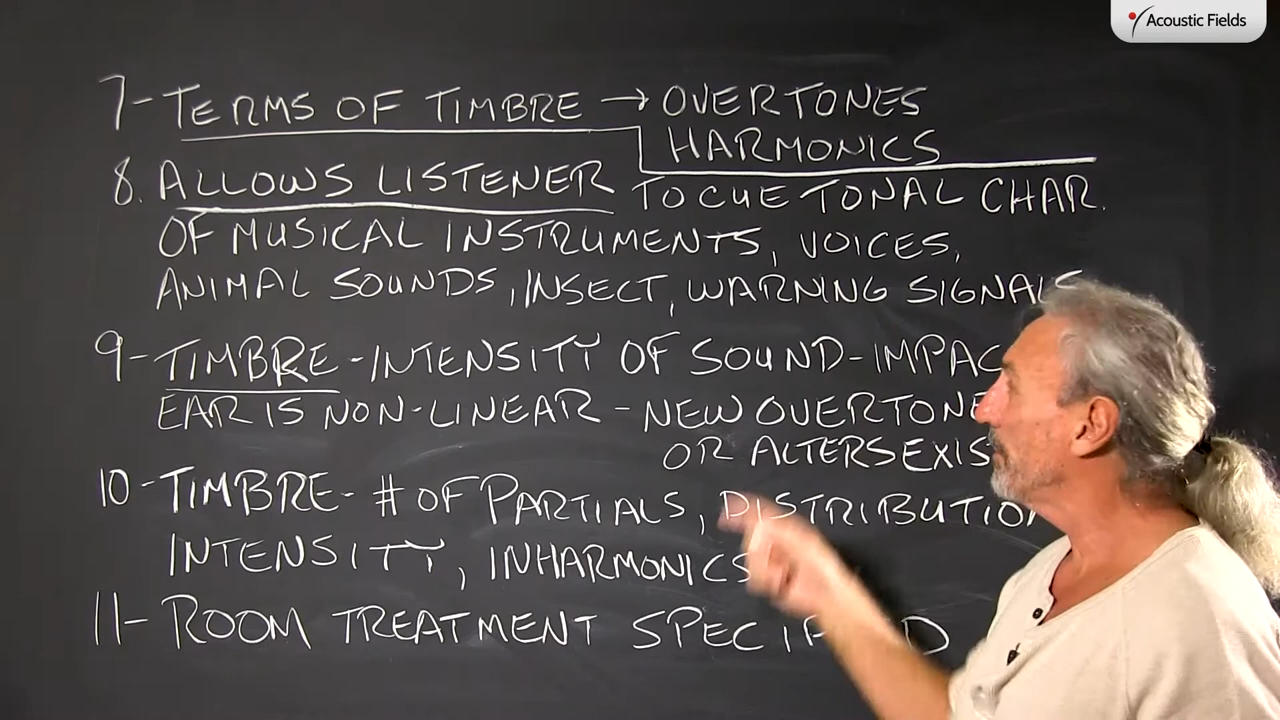 Acoustic Fields
7-TERMS OF TIMBRE → OVERTONES
HARMONICS
8. ALLOWS LISTENER TO CUE TONAL CHAR.
OF MUSICAL INSTRUMENTS, VOICES,
ANIMAL SOUNDS, INSECT, WARNING SIGNALS
9-TIMBRE-INTENSITY OF SOUND-
EAR IS NON-LINEAR - NEW
OR ALTERS
10-TIMBRE-# OF PARTIALS, DISTRIBUTION
INTENSITY, INHARMONICS
11-ROOM TREATMENT